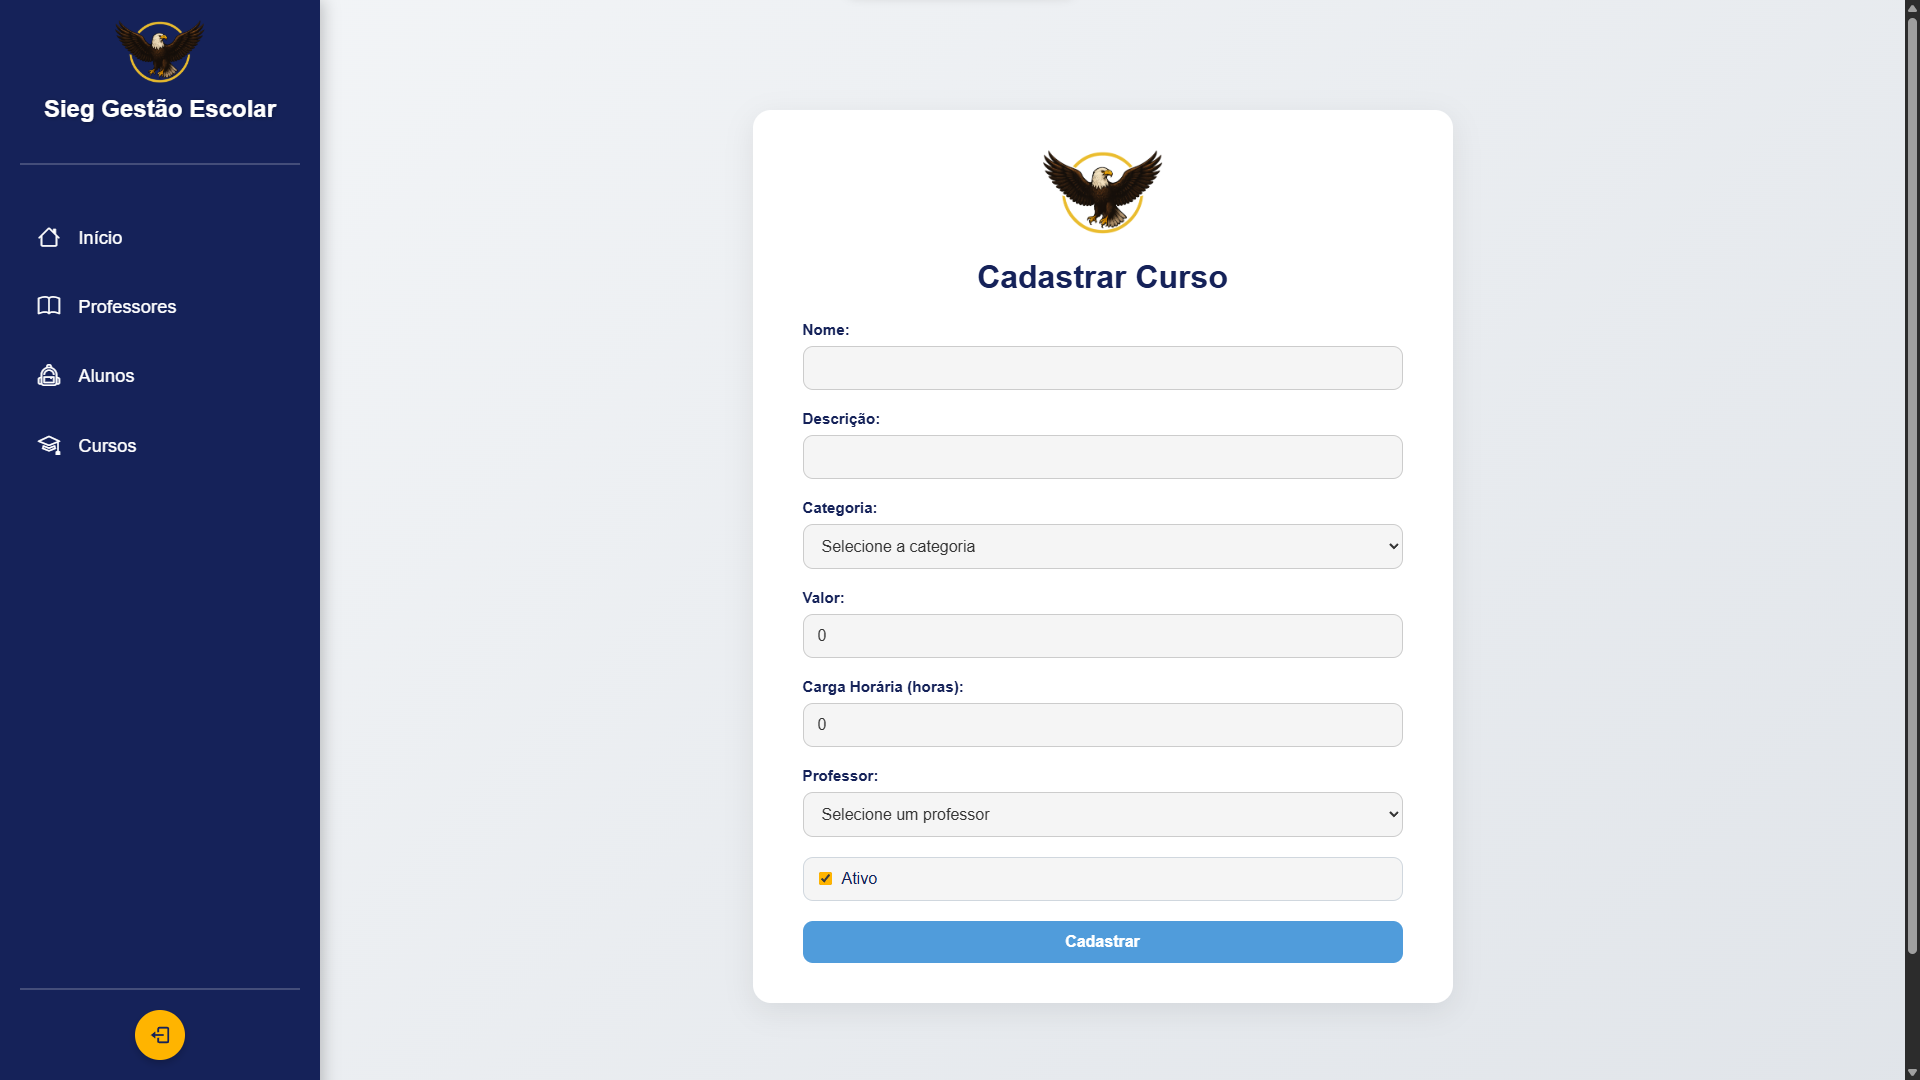 Sieg Gestão Escolar
Início
Professores
Alunos
Cursos
Cadastrar Curso
Nome:
Descrição:
Categoria:
Selecione a categoria
Valor:
0
Carga Horária (horas):
0
Professor:
Selecione um professor
Ativo
Cadastrar